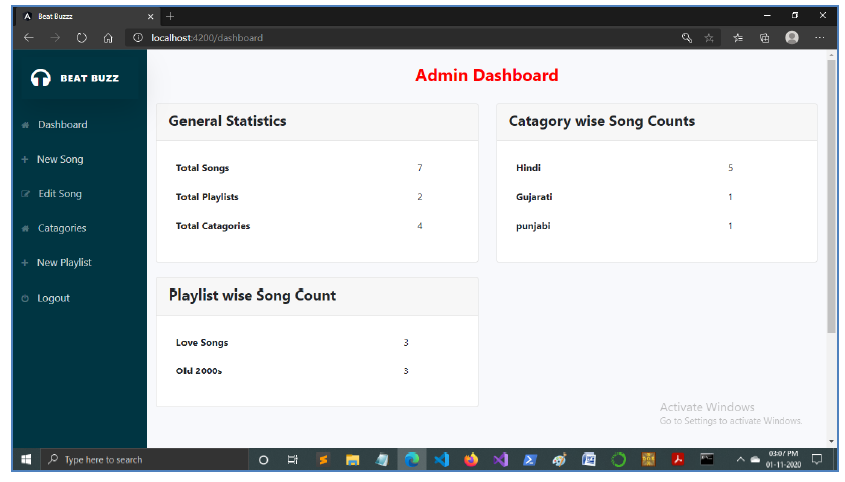 Beat Buzzz
localhost:4200/dashboard
BEAT BUZZ
Dashboard
New Song
Edit Song
Catagories
New Playlist
Logout
Admin Dashboard
General Statistics
Total Songs 7
Total Playlists 2
Total Catagories 4
Catagory wise Song Counts
Hindi 5
Gujarati 1
punjabi 1
Playlist wise Song Count
Love Songs 3
Olld 2000s 3
Activate Windows
Go to Settings to activate Windows.
Type here to search
03:07 PM
01-11-2020